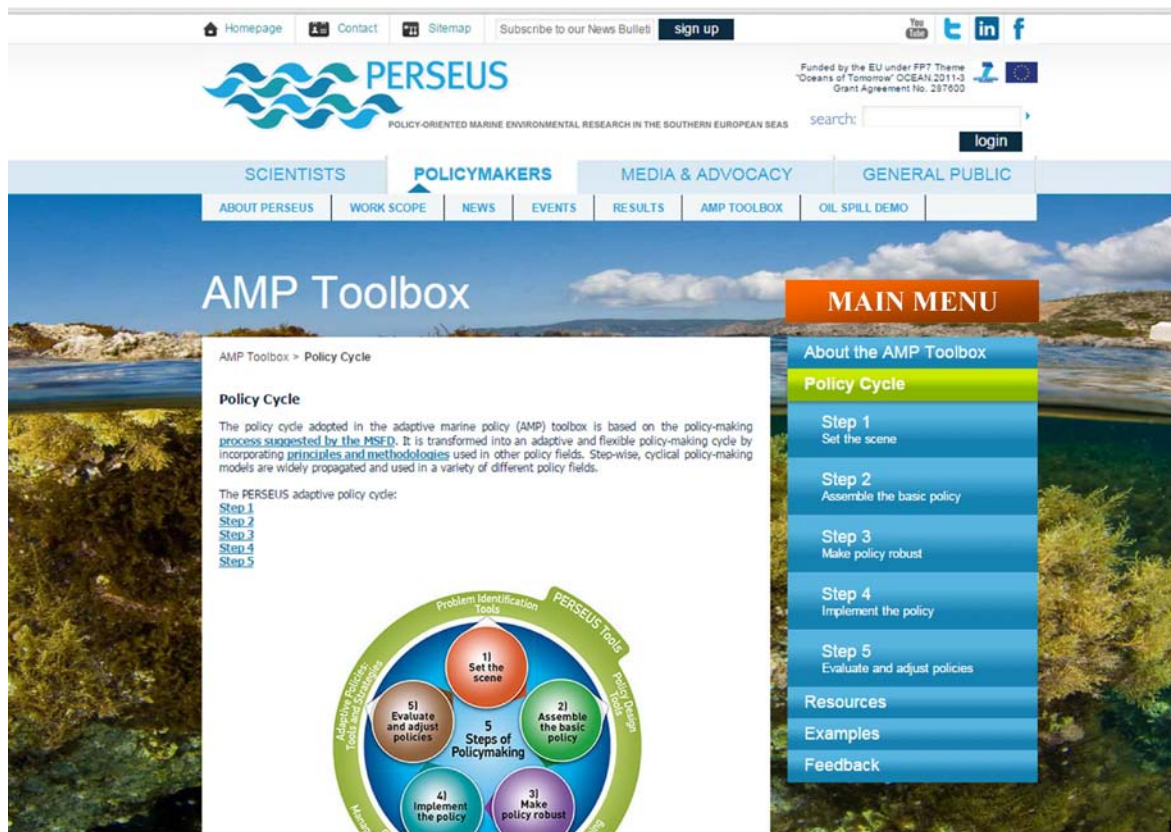 Homepage Contact Sitemap Subscribe to our News Bulleti sign up You Tube in f
PERSEUS
POLICY-ORIENTED MARINE ENVIRONMENTAL RESEARCH IN THE SOUTHERN EUROPEAN SEAS
Funded by the EU under FP7 Theme
"Oceans of Tomorrow" OCEAN.2011-3
Grant Agreement No. 287600
search:
login
SCIENTISTS POLICYMAKERS MEDIA & ADVOCACY GENERAL PUBLIC
ABOUT PERSEUS WORK SCOPE NEWS EVENTS RESULTS AMP TOOLBOX OIL SPILL DEMO
AMP Toolbox
AMP Toolbox > Policy Cycle
Policy Cycle
The policy cycle adopted in the adaptive marine policy (AMP) toolbox is based on the policy-making
process suggested by the MSFD. It is transformed into an adaptive and flexible policy-making cycle by
incorporating principles and methodologies used in other policy fields. Step-wise, cyclical policy-making
models are widely propagated and used in a variety of different policy fields.
The PERSEUS adaptive policy cycle:
Step 1
Step 2
Step 3
Step 4
Step 5
PERSEUS Tools
Problem Identification
Tools
Policy Design
Tools
Adaptive Policies:
Tools and Strategies
1)
Set the
scene
2)
Assemble
the basic
policy
3)
Make
policy robust
4)
Implement
the policy
5)
Evaluate
and adjust
policies
5
Steps of
Policymaking
MAIN MENU
About the AMP Toolbox
Policy Cycle
Step 1
Set the scene
Step 2
Assemble the basic policy
Step 3
Make policy robust
Step 4
Implement the policy
Step 5
Evaluate and adjust policies
Resources
Examples
Feedback